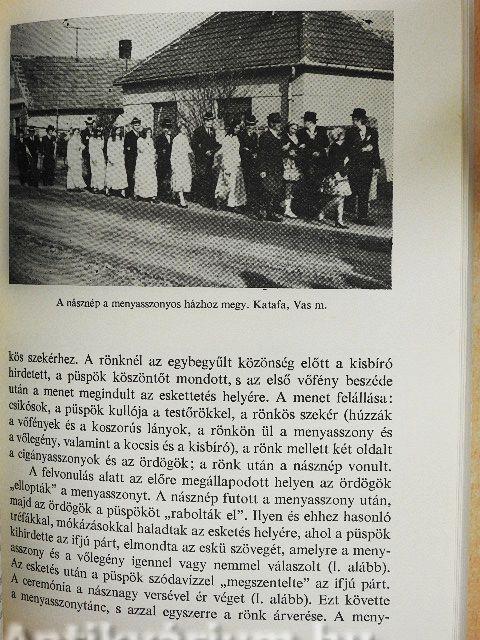 A násznép a menyasszonyos házhoz megy. Katafa, Vas m.
kös szekérhez. A rönknél az egybegyűlt közönség előtt a kisbíró
hirdetett, a püspök köszöntőt mondott, s az első vőfény beszéde
után a menet megindult az eskettetés helyére. A menet felállása:
csikósok, a püspök kullója a testőrökkel, a rönkös szekér (húzzák
a vőfények és a koszorús lányok, a rönkön ül a menyasszony és
a vőlegény, valamint a kocsis és a kisbíró), a rönk mellett két oldalt
a cigányasszonyok és az ördögök; a rönk után a násznép vonult.
A felvonulás alatt az előre megállapodott helyen az ördögök
„ellopták” a menyasszonyt. A násznép futott a menyasszony után,
majd az ördögök a püspököt „rabolták el”. Ilyen és ehhez hasonló
tréfákkal, mókázásokkal haladtak az esketés helyére, ahol a püspök
kihirdette az ifjú párt, elmondta az eskü szövegét, amelyre a meny-
asszony és a vőlegény igennel vagy nemmel válaszolt (l. alább).
Az esketés után a püspök szódavízzel „megszentelte” az ifjú párt.
A ceremónia a násznagy versével ér véget (l. alább). Ezt követte
a menyasszonytánc, s azzal egyszerre a rönk árverése. A meny-